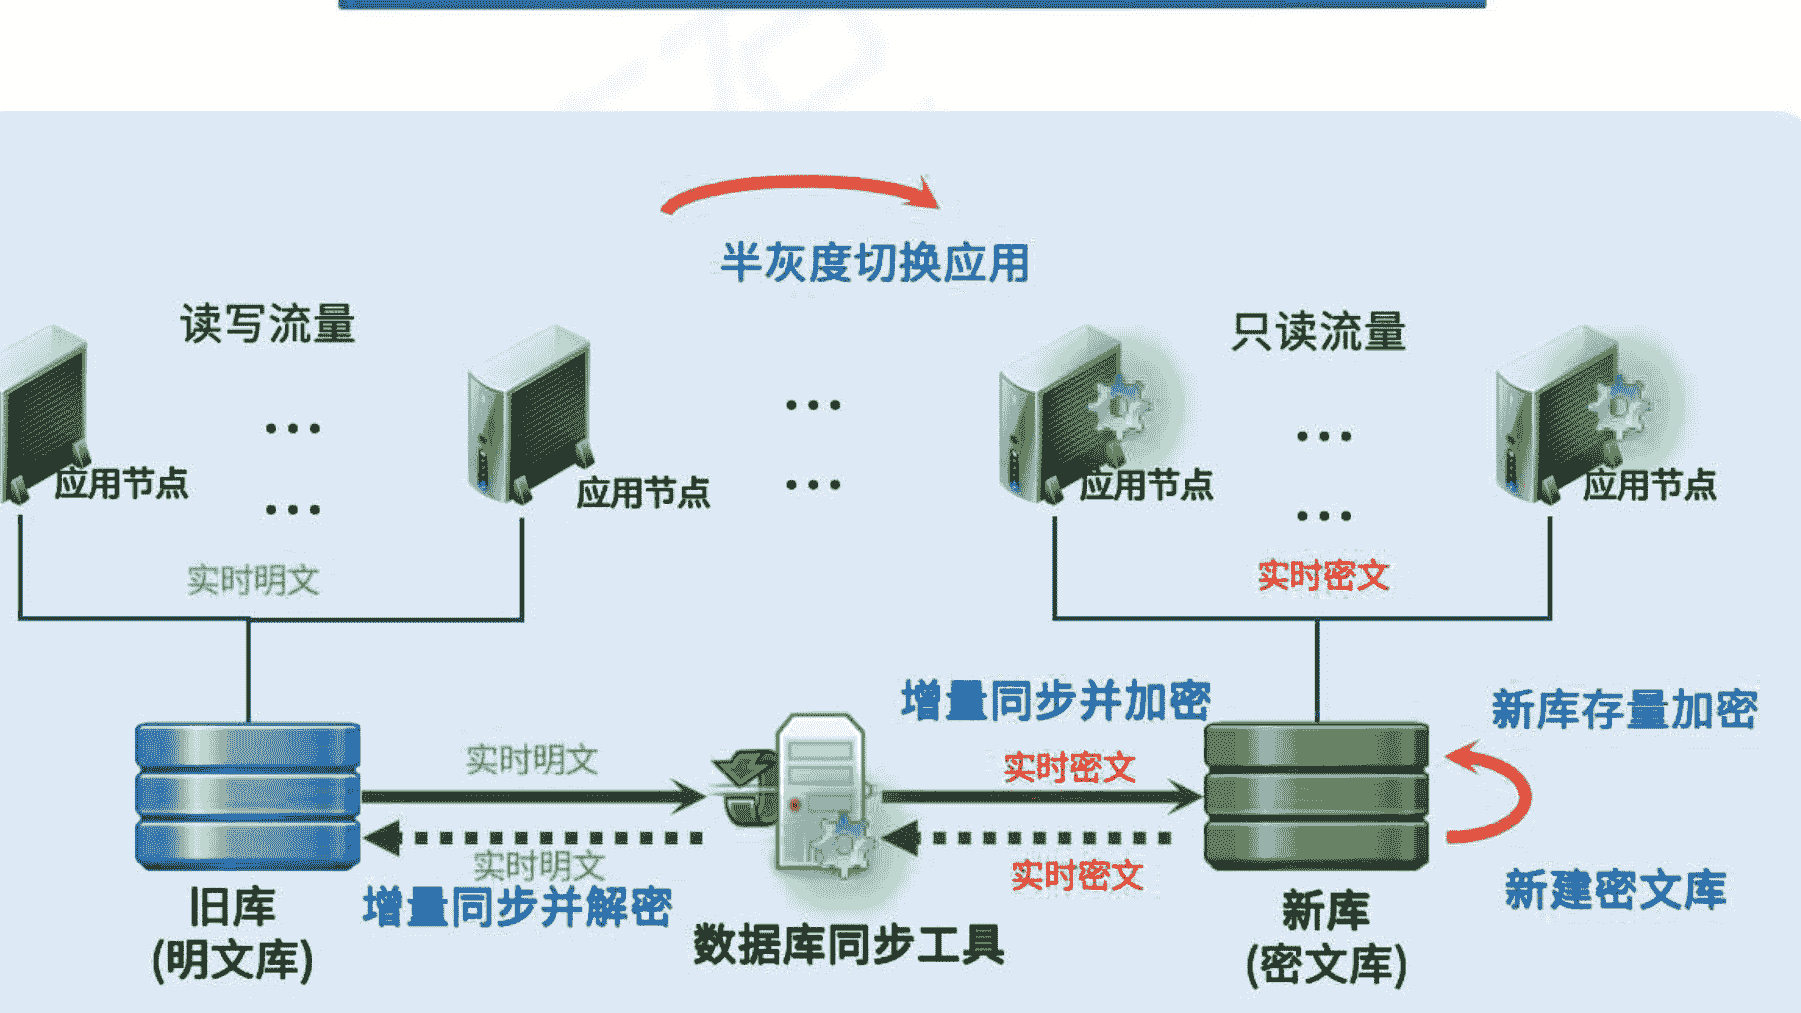 半灰度切换应用
读写流量
只读流量
...
...
...
...
...
...
应用节点
应用节点
应用节点
应用节点
实时明文
实时密文
增量同步并加密
新库存量加密
实时明文
实时密文
实时明文
实时密文
增量同步并解密
新建密文库
旧库
(明文库)
数据库同步工具
新库
(密文库)